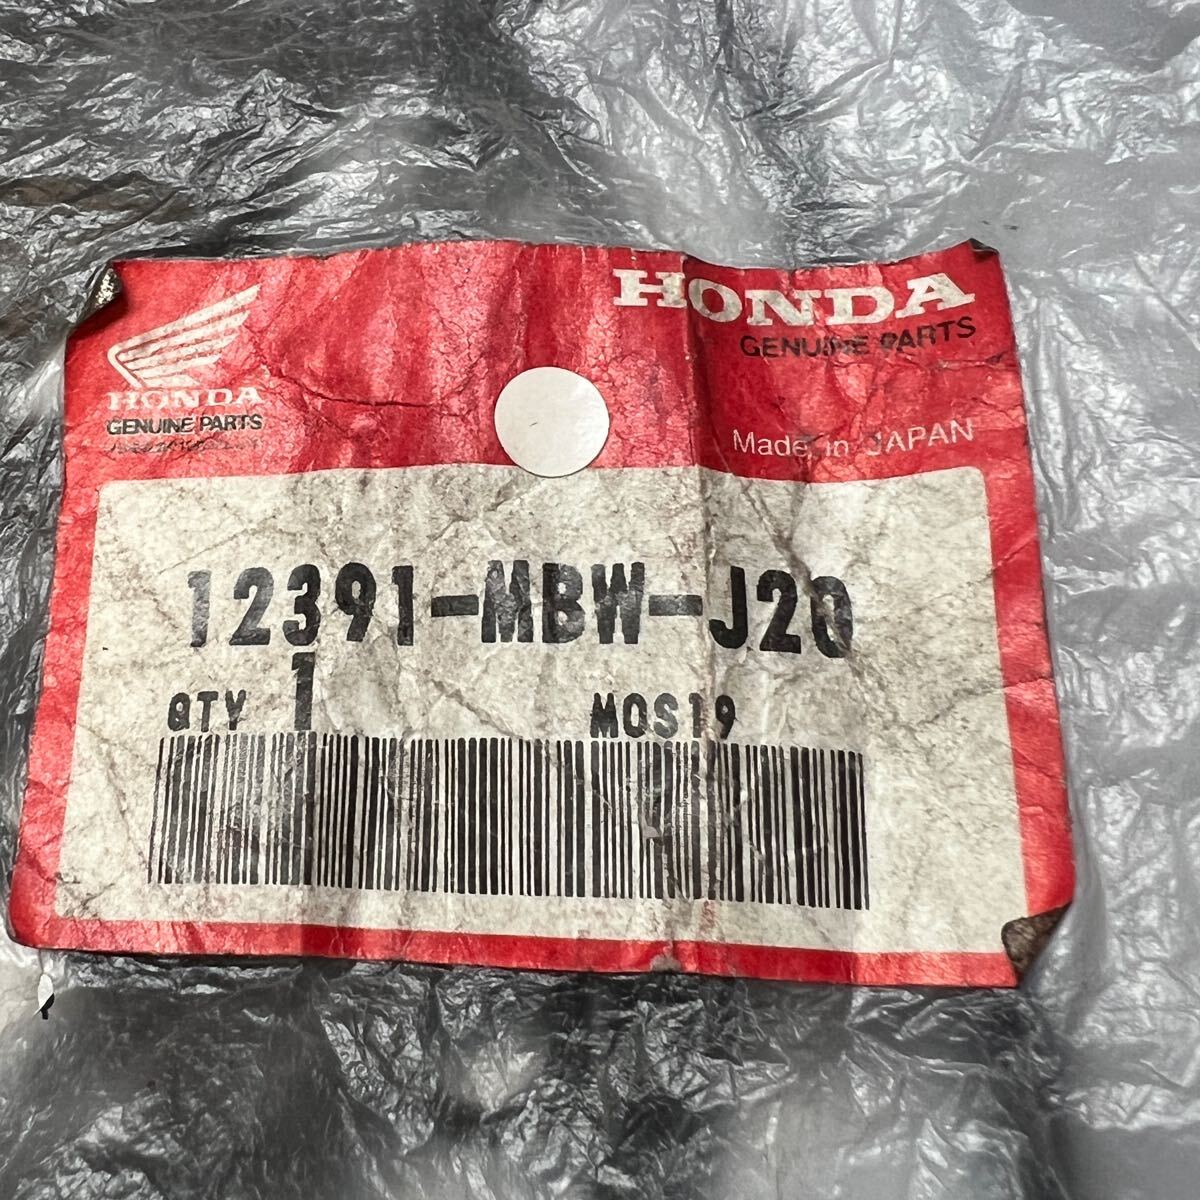 HONDA
GENUINE PARTS
HONDA
GENUINE PARTS
Made in JAPAN
12391-MBW-J20
QTY 1 MOS19